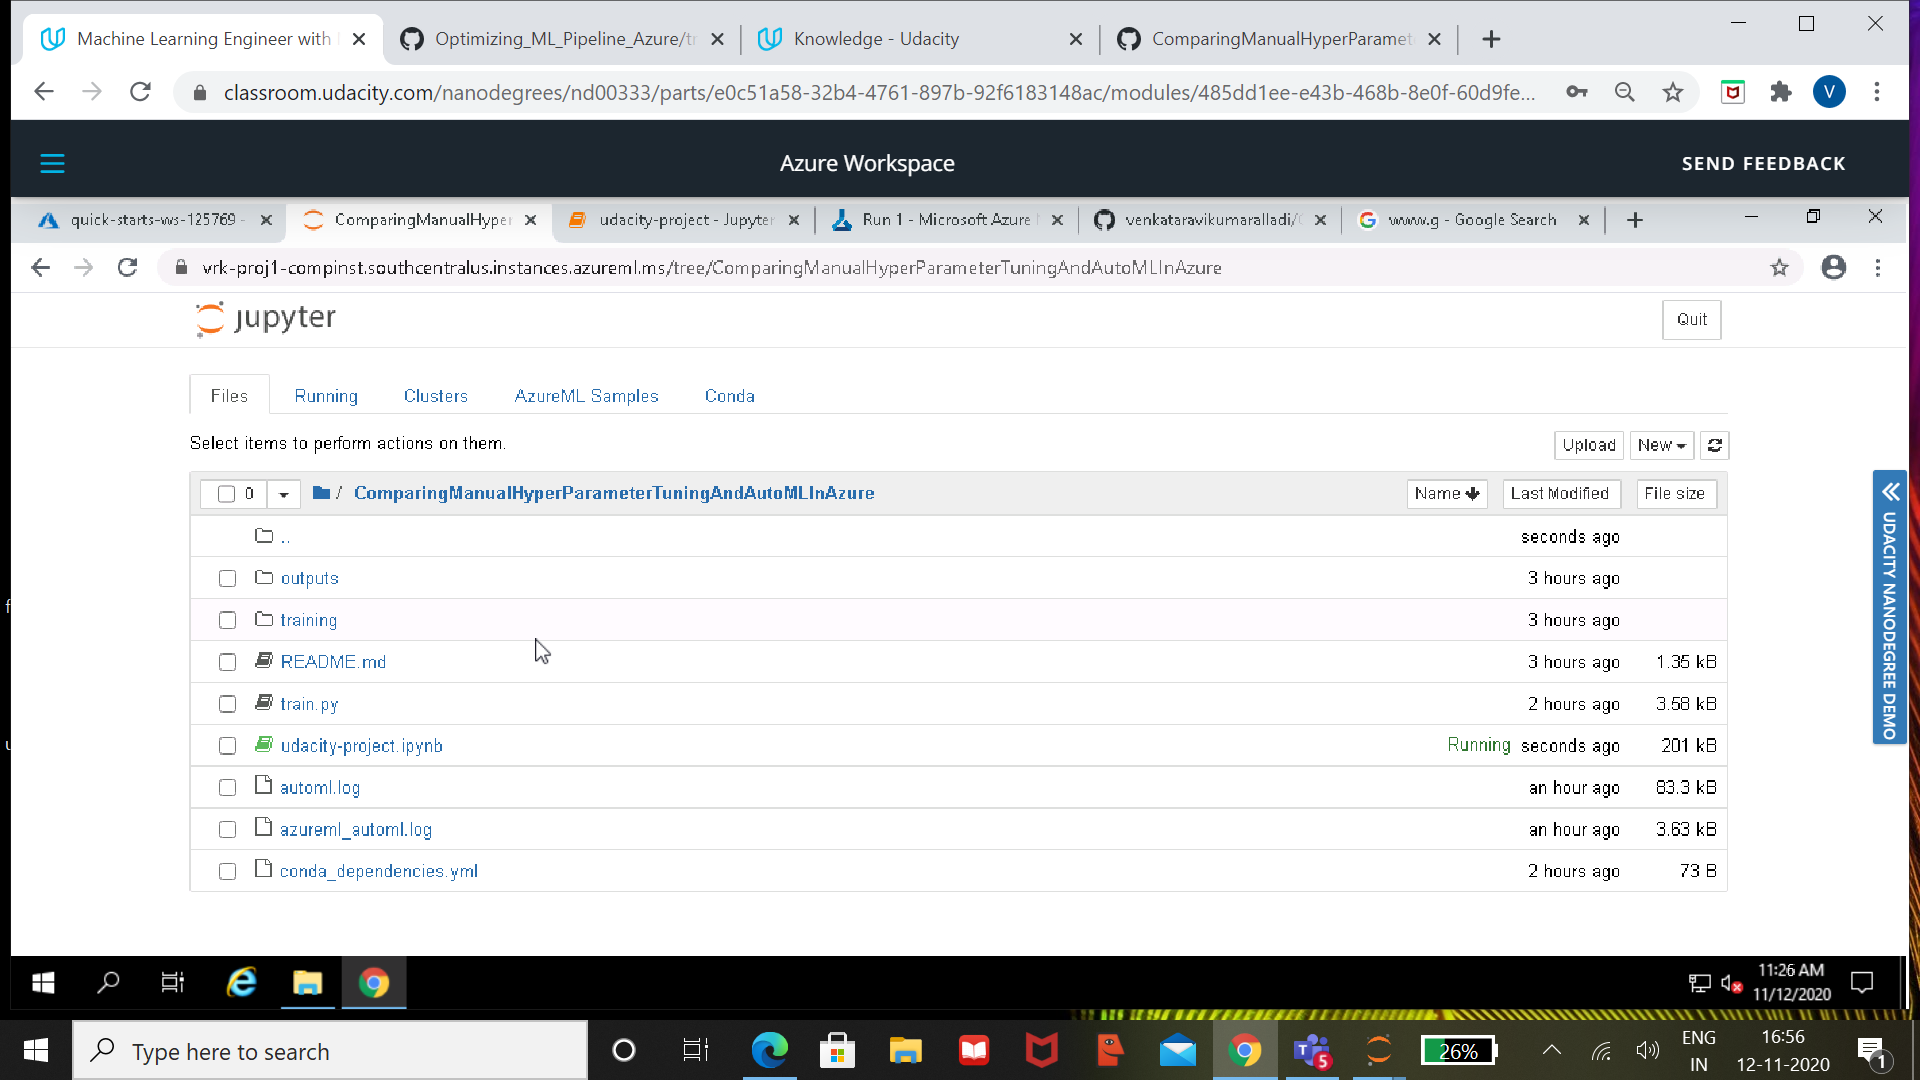 Machine Learning Engineer with
Optimizing_ML_Pipeline_Azure/tr
Knowledge - Udacity
ComparingManualHyperParamet
classroom.udacity.com/nanodegrees/nd00333/parts/e0c51a58-32b4-4761-897b-92f6183148ac/modules/485dd1ee-e43b-468b-8e0f-60d9fe...
V
Azure Workspace
SEND FEEDBACK
quick-starts-ws-125769 -
ComparingManualHyper
udacity-project - Jupyter
Run 1 - Microsoft Azure
venkataravikumaralladi/
www.g - Google Search
vrk-proj1-compinst.southcentralus.instances.azureml.ms/tree/ComparingManualHyperParameterTuningAndAutoMLInAzure
jupyter
Quit
Files
Running
Clusters
AzureML Samples
Conda
Select items to perform actions on them.
Upload
New
0
/ ComparingManualHyperParameterTuningAndAutoMLInAzure
Name
Last Modified
File size
.. seconds ago
outputs 3 hours ago
training 3 hours ago
README.md 3 hours ago 1.35 kB
train.py 2 hours ago 3.58 kB
udacity-project.ipynb Running seconds ago 201 kB
automl.log an hour ago 83.3 kB
azureml_automl.log an hour ago 3.63 kB
conda_dependencies.yml 2 hours ago 73 B
UDACITY NANODEGREE DEMO
11:26 AM
11/12/2020
Type here to search
5
26%
ENG
IN
16:56
12-11-2020
1